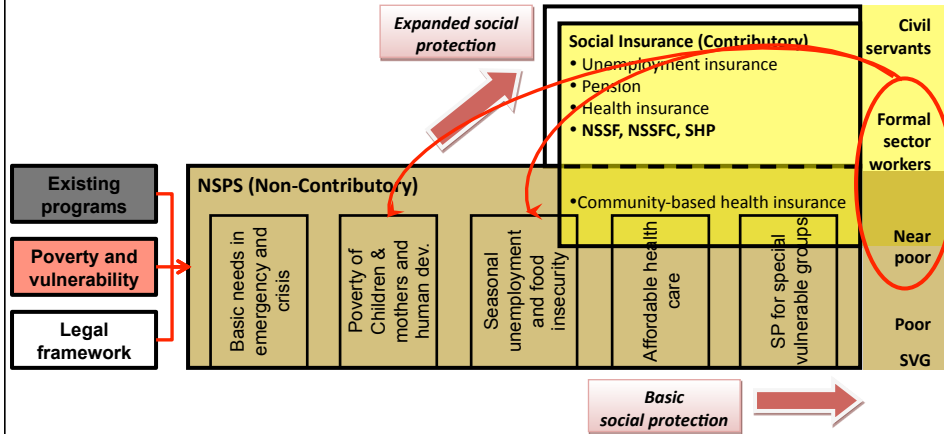 Expanded social
protection
Social Insurance (Contributory)
• Unemployment insurance
• Pension
• Health insurance
• NSSF, NSSFC, SHP
Civil
servants
Formal
sector
workers
Near
poor
Poor
SVG
Existing
programs
Poverty and
vulnerability
Legal
framework
NSPS (Non-Contributory)
•Community-based health insurance
Basic needs in
emergency and
crisis
Poverty of
Children &
mothers and
human dev.
Seasonal
unemployment
and food
insecurity
Affordable health
care
SP for special
vulnerable groups
Basic
social protection